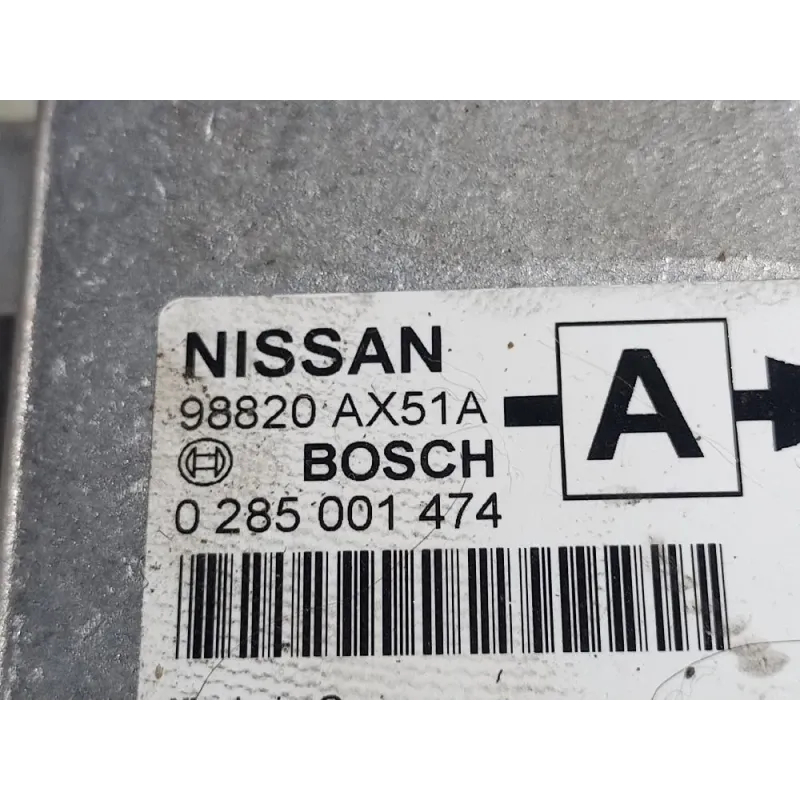 NISSAN
98820 AX51A
A
BOSCH
0 285 001 474